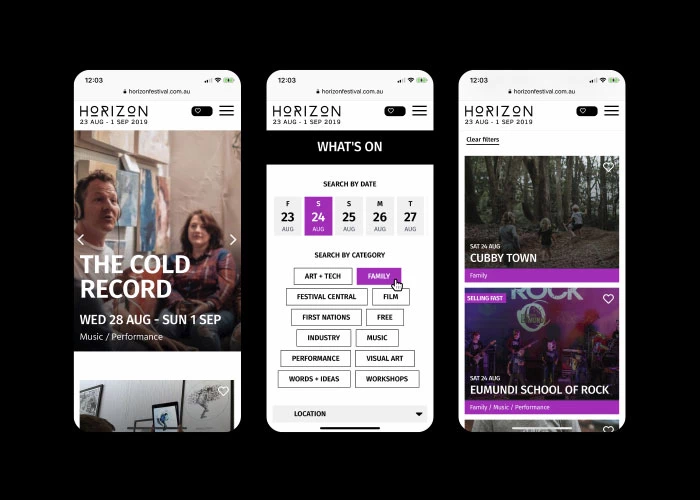 12:03
horizonfestival.com.au
HORIZON
23 AUG - 1 SEP 2019
THE COLD
RECORD
WED 28 AUG - SUN 1 SEP
Music / Performance
12:03
horizonfestival.com.au
HORIZON
23 AUG - 1 SEP 2019
WHAT'S ON
SEARCH BY DATE
F S S M T
23 24 25 26 27
AUG AUG AUG AUG AUG
SEARCH BY CATEGORY
ART + TECH FAMILY
FESTIVAL CENTRAL FILM
FIRST NATIONS FREE
INDUSTRY MUSIC
PERFORMANCE VISUAL ART
WORDS + IDEAS WORKSHOPS
LOCATION
12:03
horizonfestival.com.au
HORIZON
23 AUG - 1 SEP 2019
Clear filters
SAT 24 AUG
CUBBY TOWN
Family
SELLING FAST
ROCK
SAT 24 AUG
EUMUNDI SCHOOL OF ROCK
Family / Music / Performance